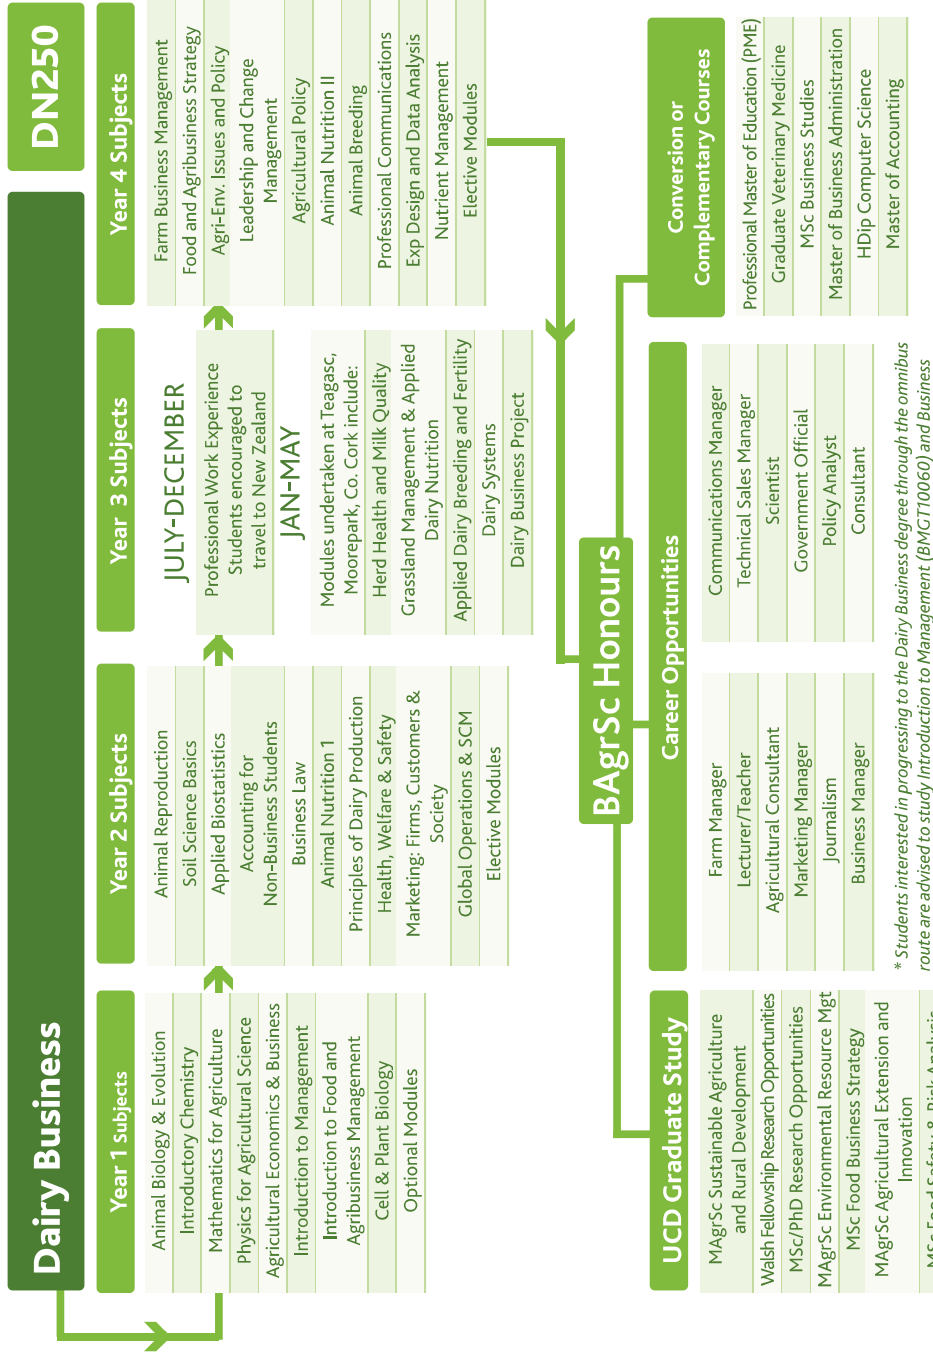 Dairy Business
DN250
Year 1 Subjects
Animal Biology & Evolution
Introductory Chemistry
Mathematics for Agriculture
Physics for Agricultural Science
Agricultural Economics & Business
Introduction to Management
Introduction to Food and
Agribusiness Management
Cell & Plant Biology
Optional Modules
Year 2 Subjects
Animal Reproduction
Soil Science Basics
Applied Biostatistics
Accounting for
Non-Business Students
Business Law
Animal Nutrition 1
Principles of Dairy Production
Health, Welfare & Safety
Marketing: Firms, Customers &
Society
Global Operations & SCM
Elective Modules
Year 3 Subjects
JULY-DECEMBER
Professional Work Experience
Students encouraged to
travel to New Zealand
JAN-MAY
Modules undertaken at Teagasc,
Moorepark, Co. Cork include:
Herd Health and Milk Quality
Grassland Management & Applied
Dairy Nutrition
Applied Dairy Breeding and Fertility
Dairy Systems
Dairy Business Project
Year 4 Subjects
Farm Business Management
Food and Agribusiness Strategy
Agri-Env. Issues and Policy
Leadership and Change
Management
Agricultural Policy
Animal Nutrition II
Animal Breeding
Professional Communications
Exp Design and Data Analysis
Nutrient Management
Elective Modules
BAgrSc Honours
UCD Graduate Study
MAgrSc Sustainable Agriculture
and Rural Development
Walsh Fellowship Research Opportunities
MSc/PhD Research Opportunities
MAgrSc Environmental Resource Mgt
MSc Food Business Strategy
MAgrSc Agricultural Extension and
Innovation
MSc Food Safety & Risk Analysis
Career Opportunities
Farm Manager
Lecturer/Teacher
Agricultural Consultant
Marketing Manager
Journalism
Business Manager
Communications Manager
Technical Sales Manager
Scientist
Government Official
Policy Analyst
Consultant
* Students interested in progressing to the Dairy Business degree through the omnibus
route are advised to study Introduction to Management (BMGT10060) and Business
Conversion or
Complementary Courses
Professional Master of Education (PME)
Graduate Veterinary Medicine
MSc Business Studies
Master of Business Administration
HDip Computer Science
Master of Accounting